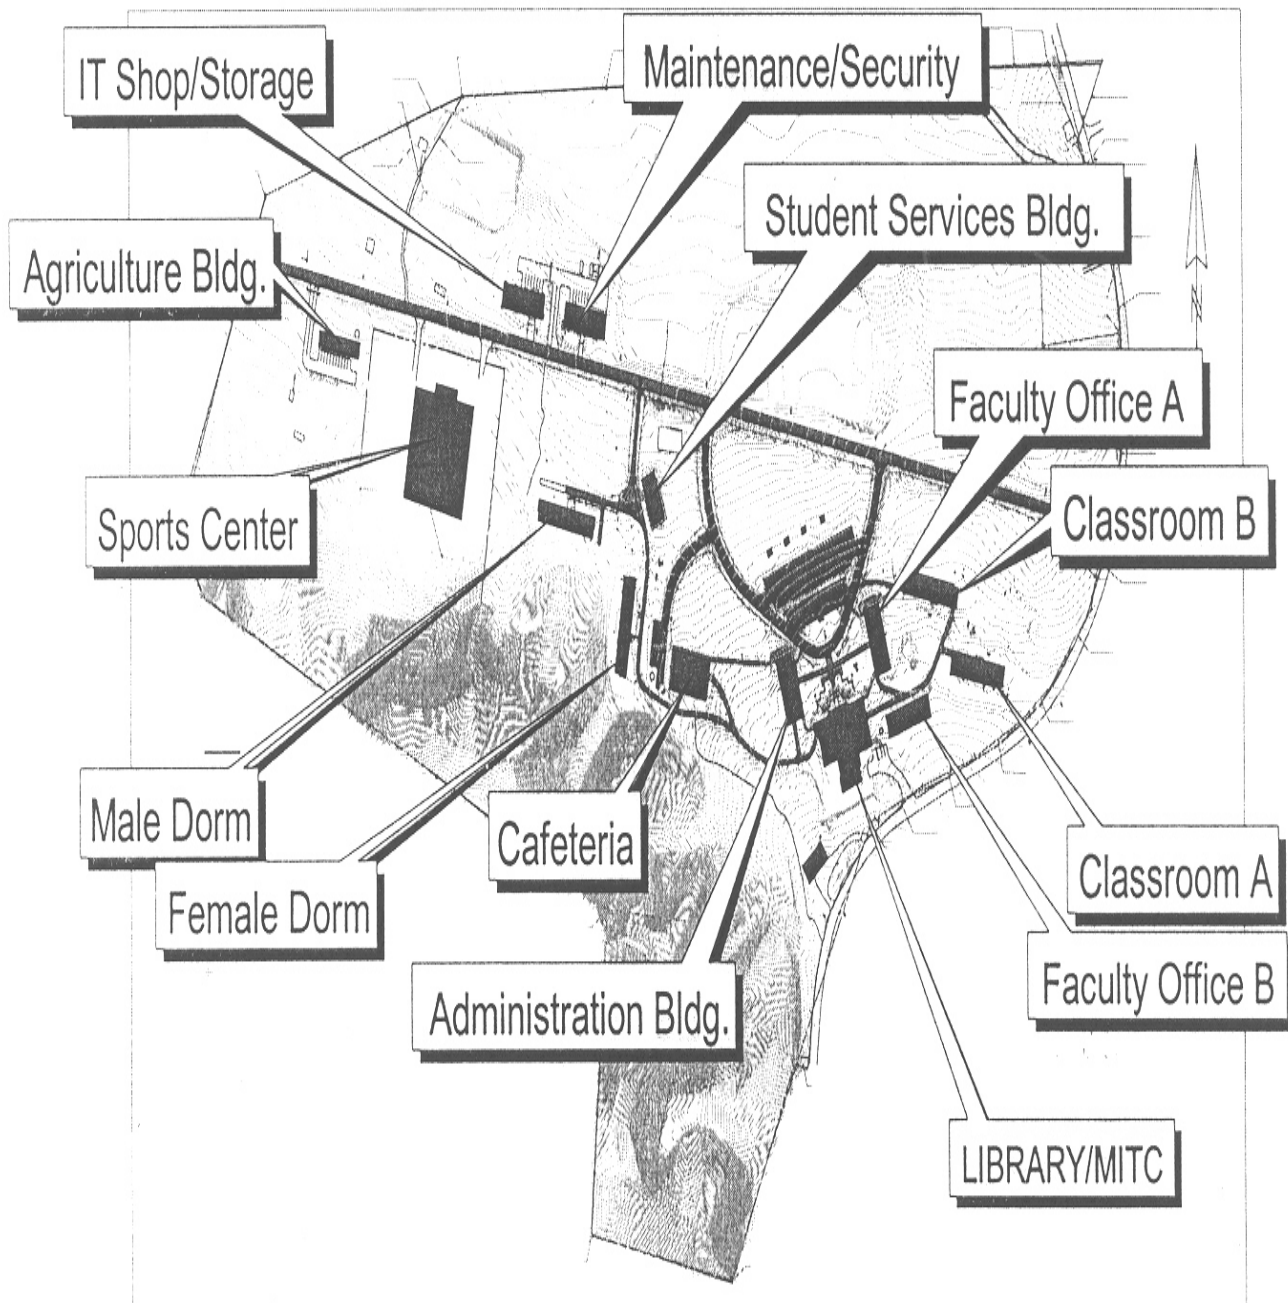 IT Shop/Storage
Maintenance/Security
Student Services Bldg.
Agriculture Bldg.
N
Faculty Office A
Sports Center
Classroom B
Male Dorm
Cafeteria
Classroom A
Female Dorm
Administration Bldg.
Faculty Office B
LIBRARY/MITC